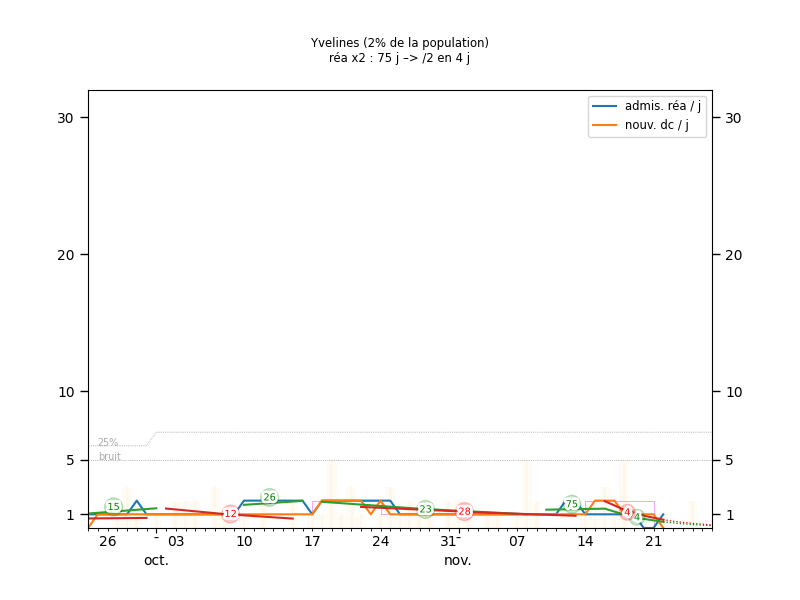 Yvelines (2% de la population)
réa x2 : 75 j –> /2 en 4 j
admis. réa / j
nouv. dc / j
30 30
20 20
10 10
25%
5 bruit 5
15 12 26 23 28 75 4 4
1 1
26 03 10 17 24 31 07 14 21
oct. nov.